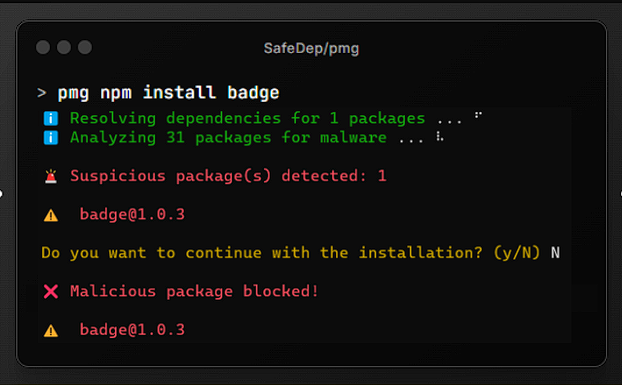 SafeDep/pmg
> pmg npm install badge
Resolving dependencies for 1 packages ...
Analyzing 31 packages for malware ...
Suspicious package(s) detected: 1
badge@1.0.3
Do you want to continue with the installation? (y/N) N
Malicious package blocked!
badge@1.0.3